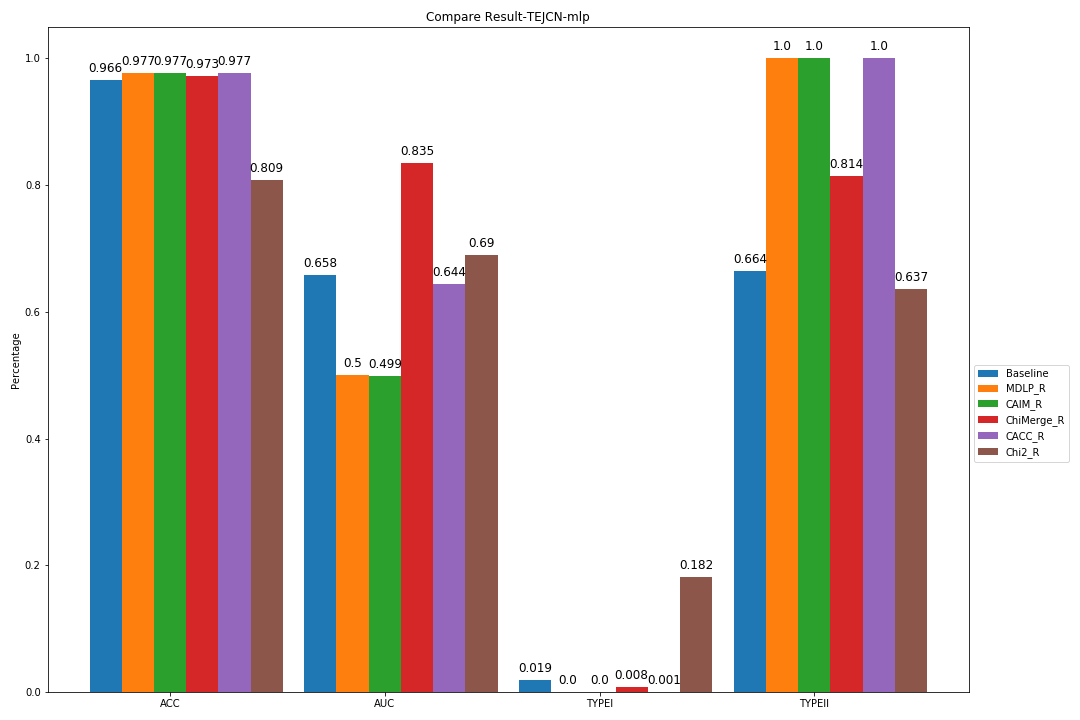 Compare Result-TEJCN-mlp
Percentage
1.0
0.8
0.6
0.4
0.2
0.0
0.966
0.977
0.977
0.973
0.977
0.809
0.658
0.5
0.499
0.835
0.644
0.69
0.019
0.0
0.0
0.008
0.001
0.182
0.664
1.0
1.0
0.814
1.0
0.637
ACC
AUC
TYPEI
TYPEII
Baseline
MDLP_R
CAIM_R
ChiMerge_R
CACC_R
Chi2_R